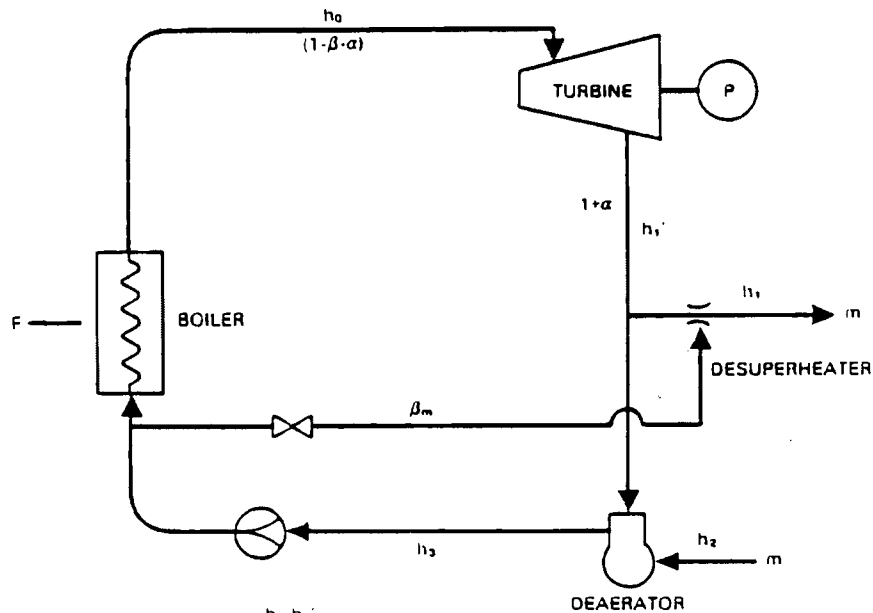 h₀
(1-β-α)
TURBINE
P
1+α
h₁'
h₁
m
F
BOILER
DESUPERHEATER
βₘ
h₂
m
h₃
DEAERATOR